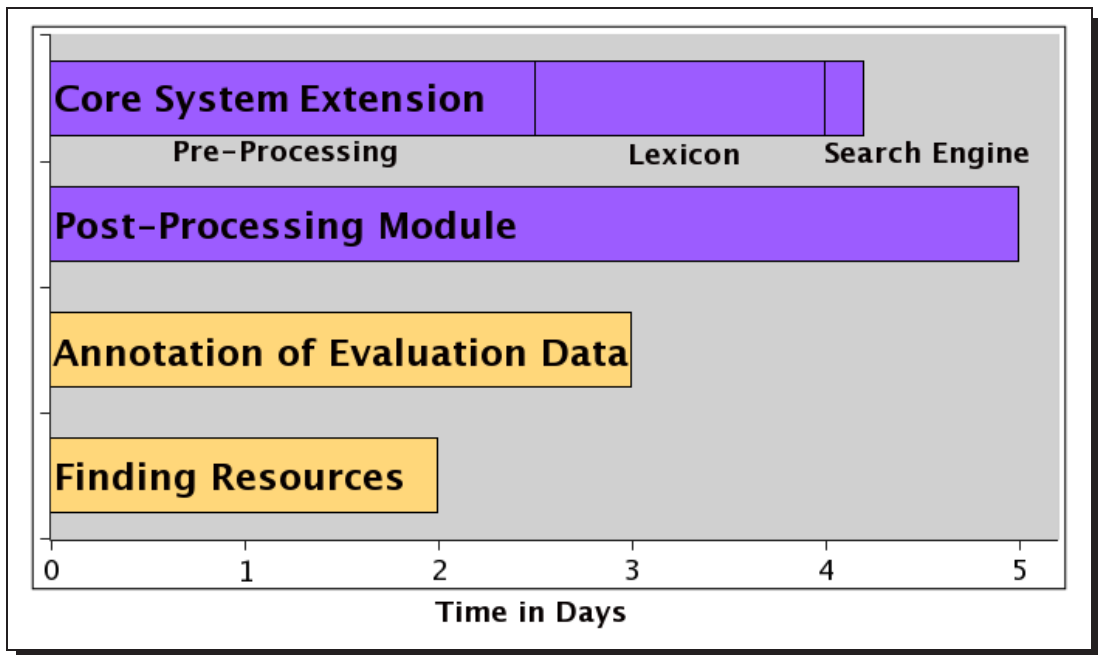 Core System Extension
Pre-Processing Lexicon Search Engine
Post-Processing Module
Annotation of Evaluation Data
Finding Resources
0 1 2 3 4 5
Time in Days